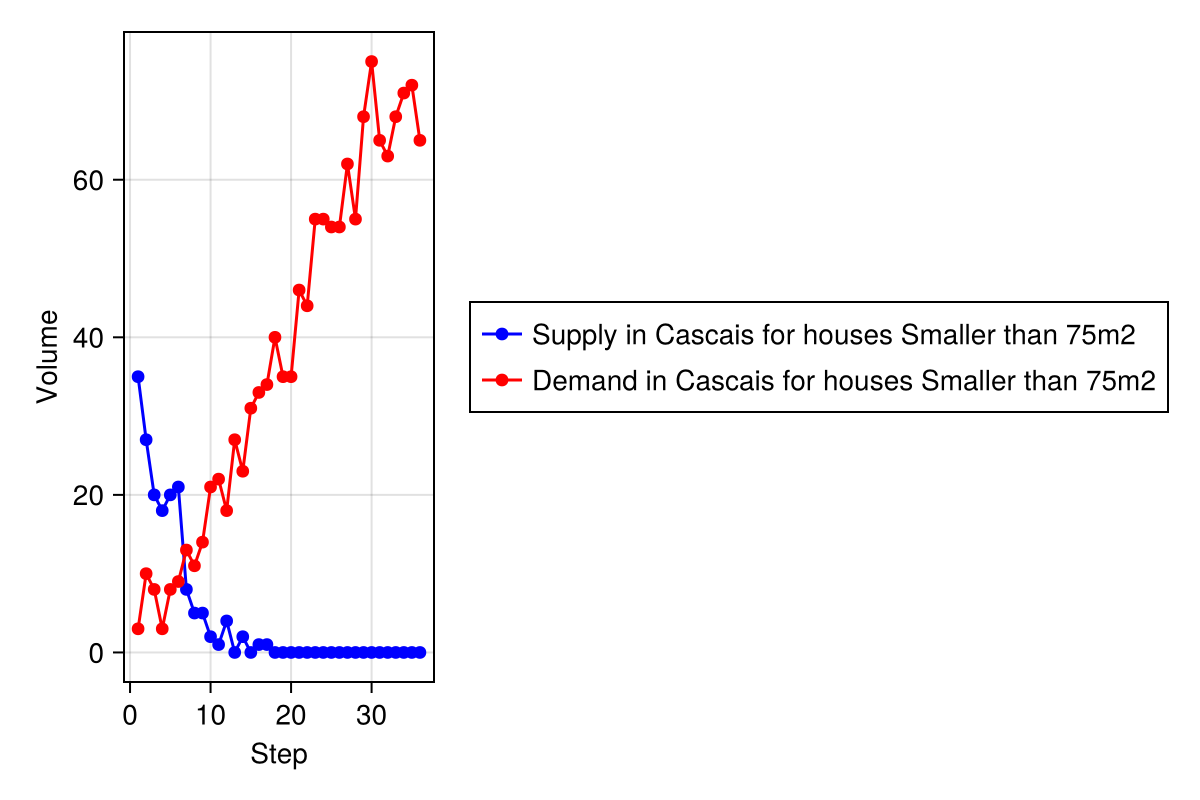 60
40
20
0
Volume
0 10 20 30
Step
Supply in Cascais for houses Smaller than 75m2
Demand in Cascais for houses Smaller than 75m2